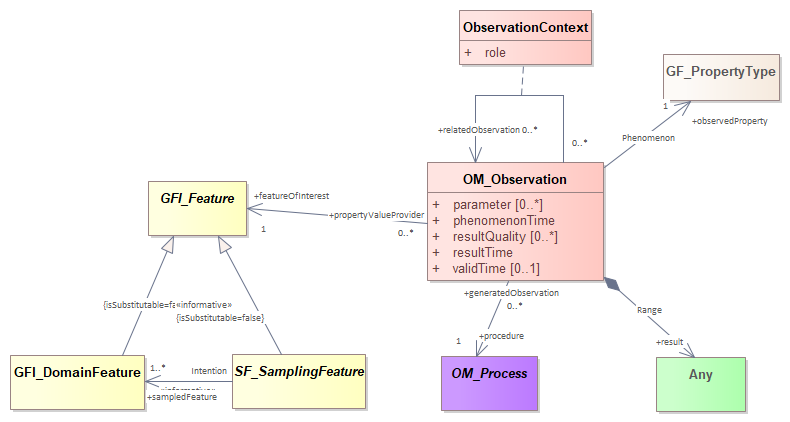 ObservationContext
+ role
GF_PropertyType
1
+observedProperty
Phenomenon
+relatedObservation 0..*
0..*
OM_Observation
+ parameter [0..*]
+ phenomenonTime
+ resultQuality [0..*]
+ resultTime
+ validTime [0..1]
GFI_Feature
+featureOfInterest
1
+propertyValueProvider
0..*
{isSubstitutable=fa
«informative»
{isSubstitutable=false}
+generatedObservation
0..*
Range
1
+procedure
+result
GFI_DomainFeature
1..*
Intention
+sampledFeature
SF_SamplingFeature
OM_Process
Any